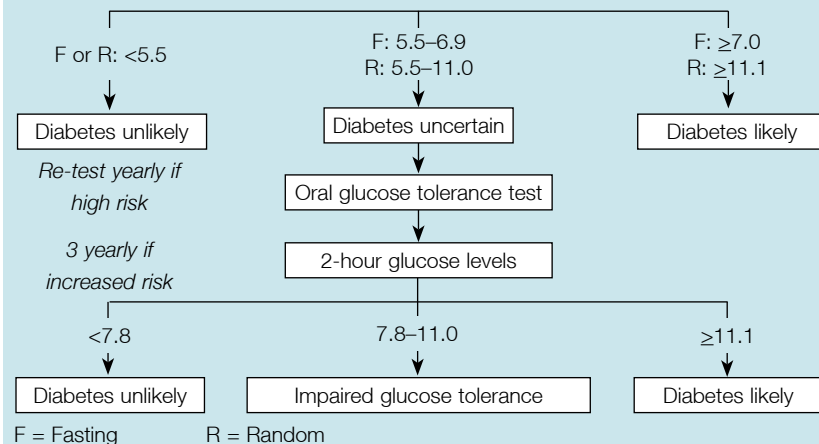 F or R: <5.5
F: 5.5–6.9
R: 5.5–11.0
F: ≥7.0
R: ≥11.1
Diabetes unlikely
Diabetes uncertain
Diabetes likely
Re-test yearly if
high risk
Oral glucose tolerance test
3 yearly if
increased risk
2-hour glucose levels
<7.8
7.8–11.0
≥11.1
Diabetes unlikely
Impaired glucose tolerance
Diabetes likely
F = Fasting R = Random